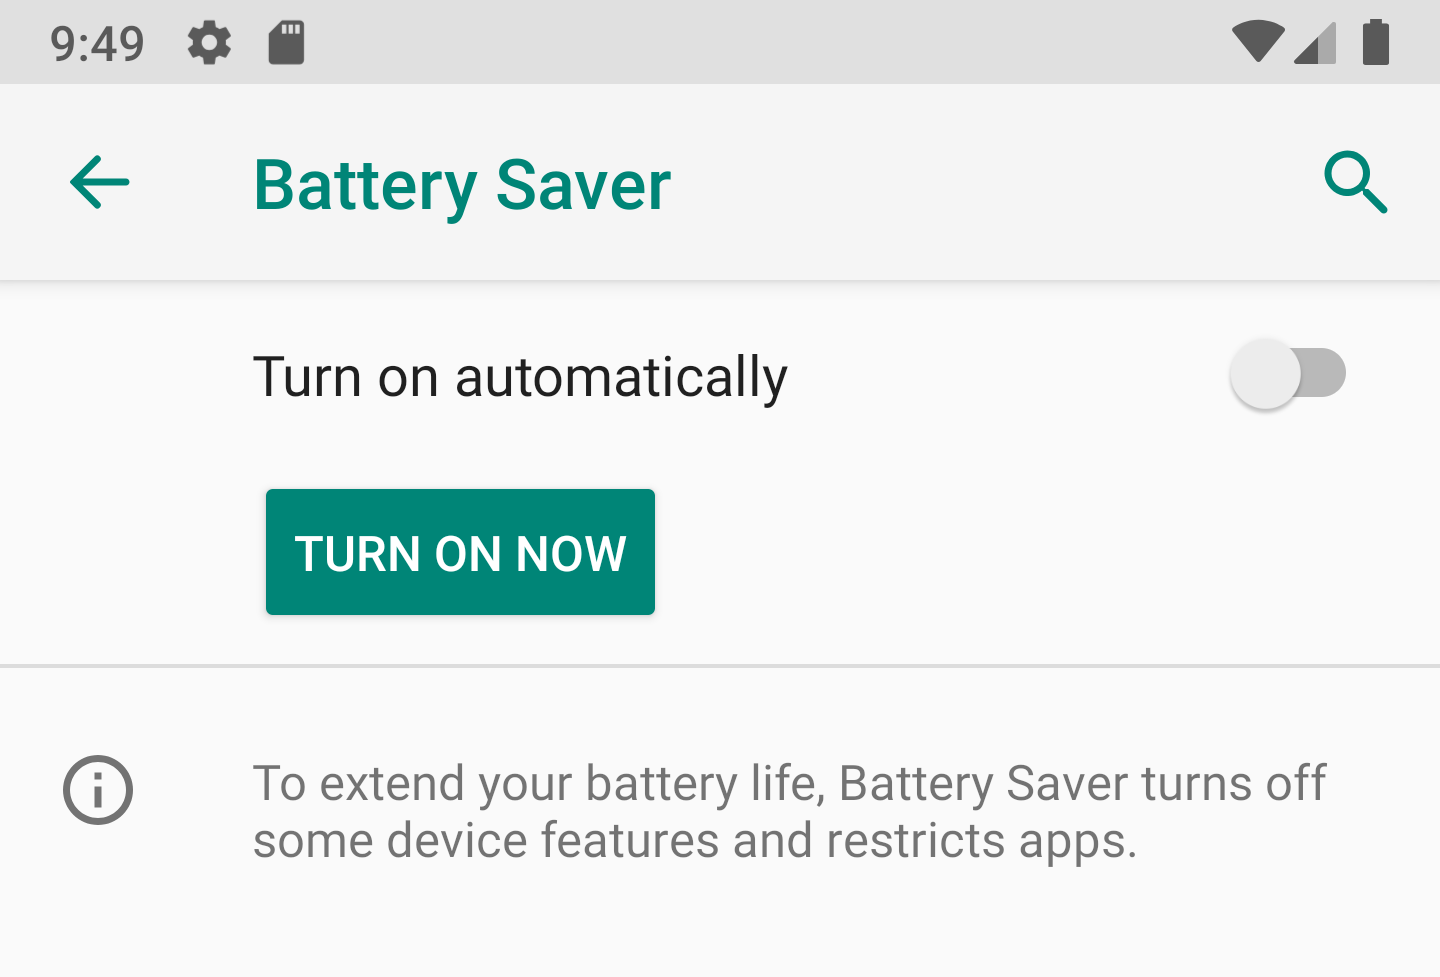 9:49
Battery Saver
Turn on automatically
TURN ON NOW
To extend your battery life, Battery Saver turns off
some device features and restricts apps.